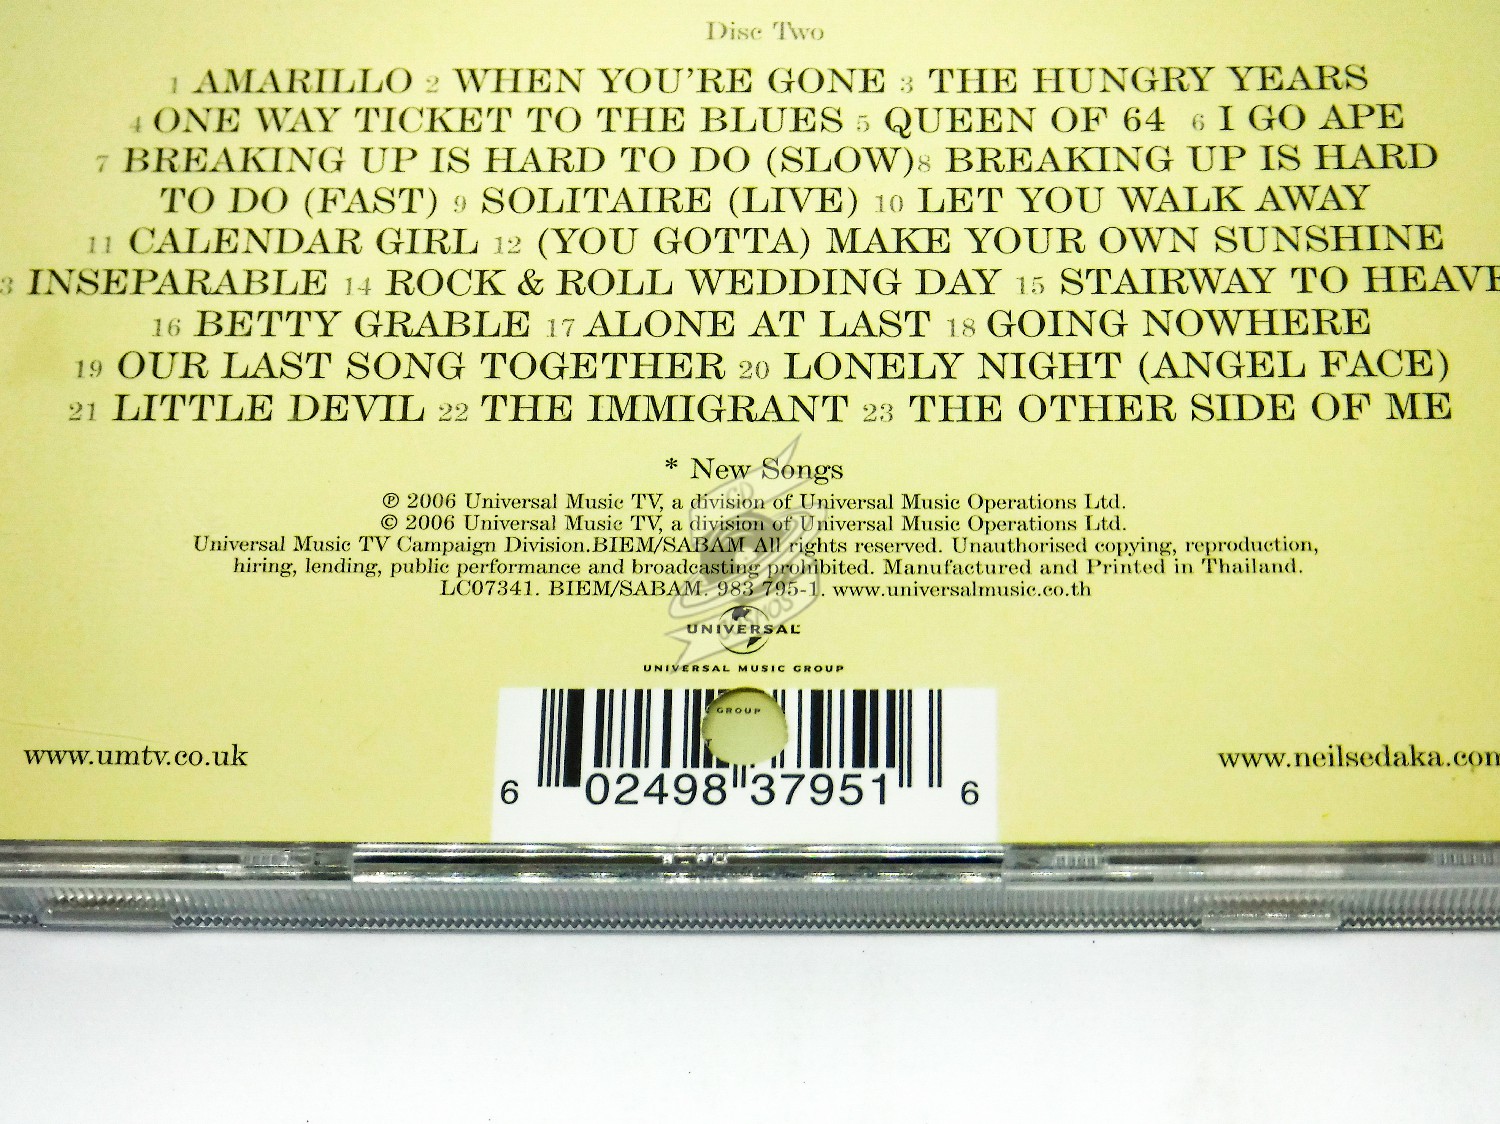 Disc Two
1 AMARILLO 2 WHEN YOU'RE GONE 3 THE HUNGRY YEARS
4 ONE WAY TICKET TO THE BLUES 5 QUEEN OF 64 6 I GO APE
7 BREAKING UP IS HARD TO DO (SLOW) 8 BREAKING UP IS HARD
TO DO (FAST) 9 SOLITAIRE (LIVE) 10 LET YOU WALK AWAY
11 CALENDAR GIRL 12 (YOU GOTTA) MAKE YOUR OWN SUNSHINE
3 INSEPARABLE 14 ROCK & ROLL WEDDING DAY 15 STAIRWAY TO HEAVE
16 BETTY GRABLE 17 ALONE AT LAST 18 GOING NOWHERE
19 OUR LAST SONG TOGETHER 20 LONELY NIGHT (ANGEL FACE)
21 LITTLE DEVIL 22 THE IMMIGRANT 23 THE OTHER SIDE OF ME
* New Songs
℗ 2006 Universal Music TV, a division of Universal Music Operations Ltd.
© 2006 Universal Music TV, a division of Universal Music Operations Ltd.
Universal Music TV Campaign Division.BIEM/SABAM All rights reserved. Unauthorised copying, reproduction,
hiring, lending, public performance and broadcasting prohibited. Manufactured and Printed in Thailand.
LC07341. BIEM/SABAM. 983 795-1. www.universalmusic.co.th
UNIVERSAL
UNIVERSAL MUSIC GROUP
GROUP
www.umtv.co.uk
www.neilsedaka.com
6 02498 37951 6